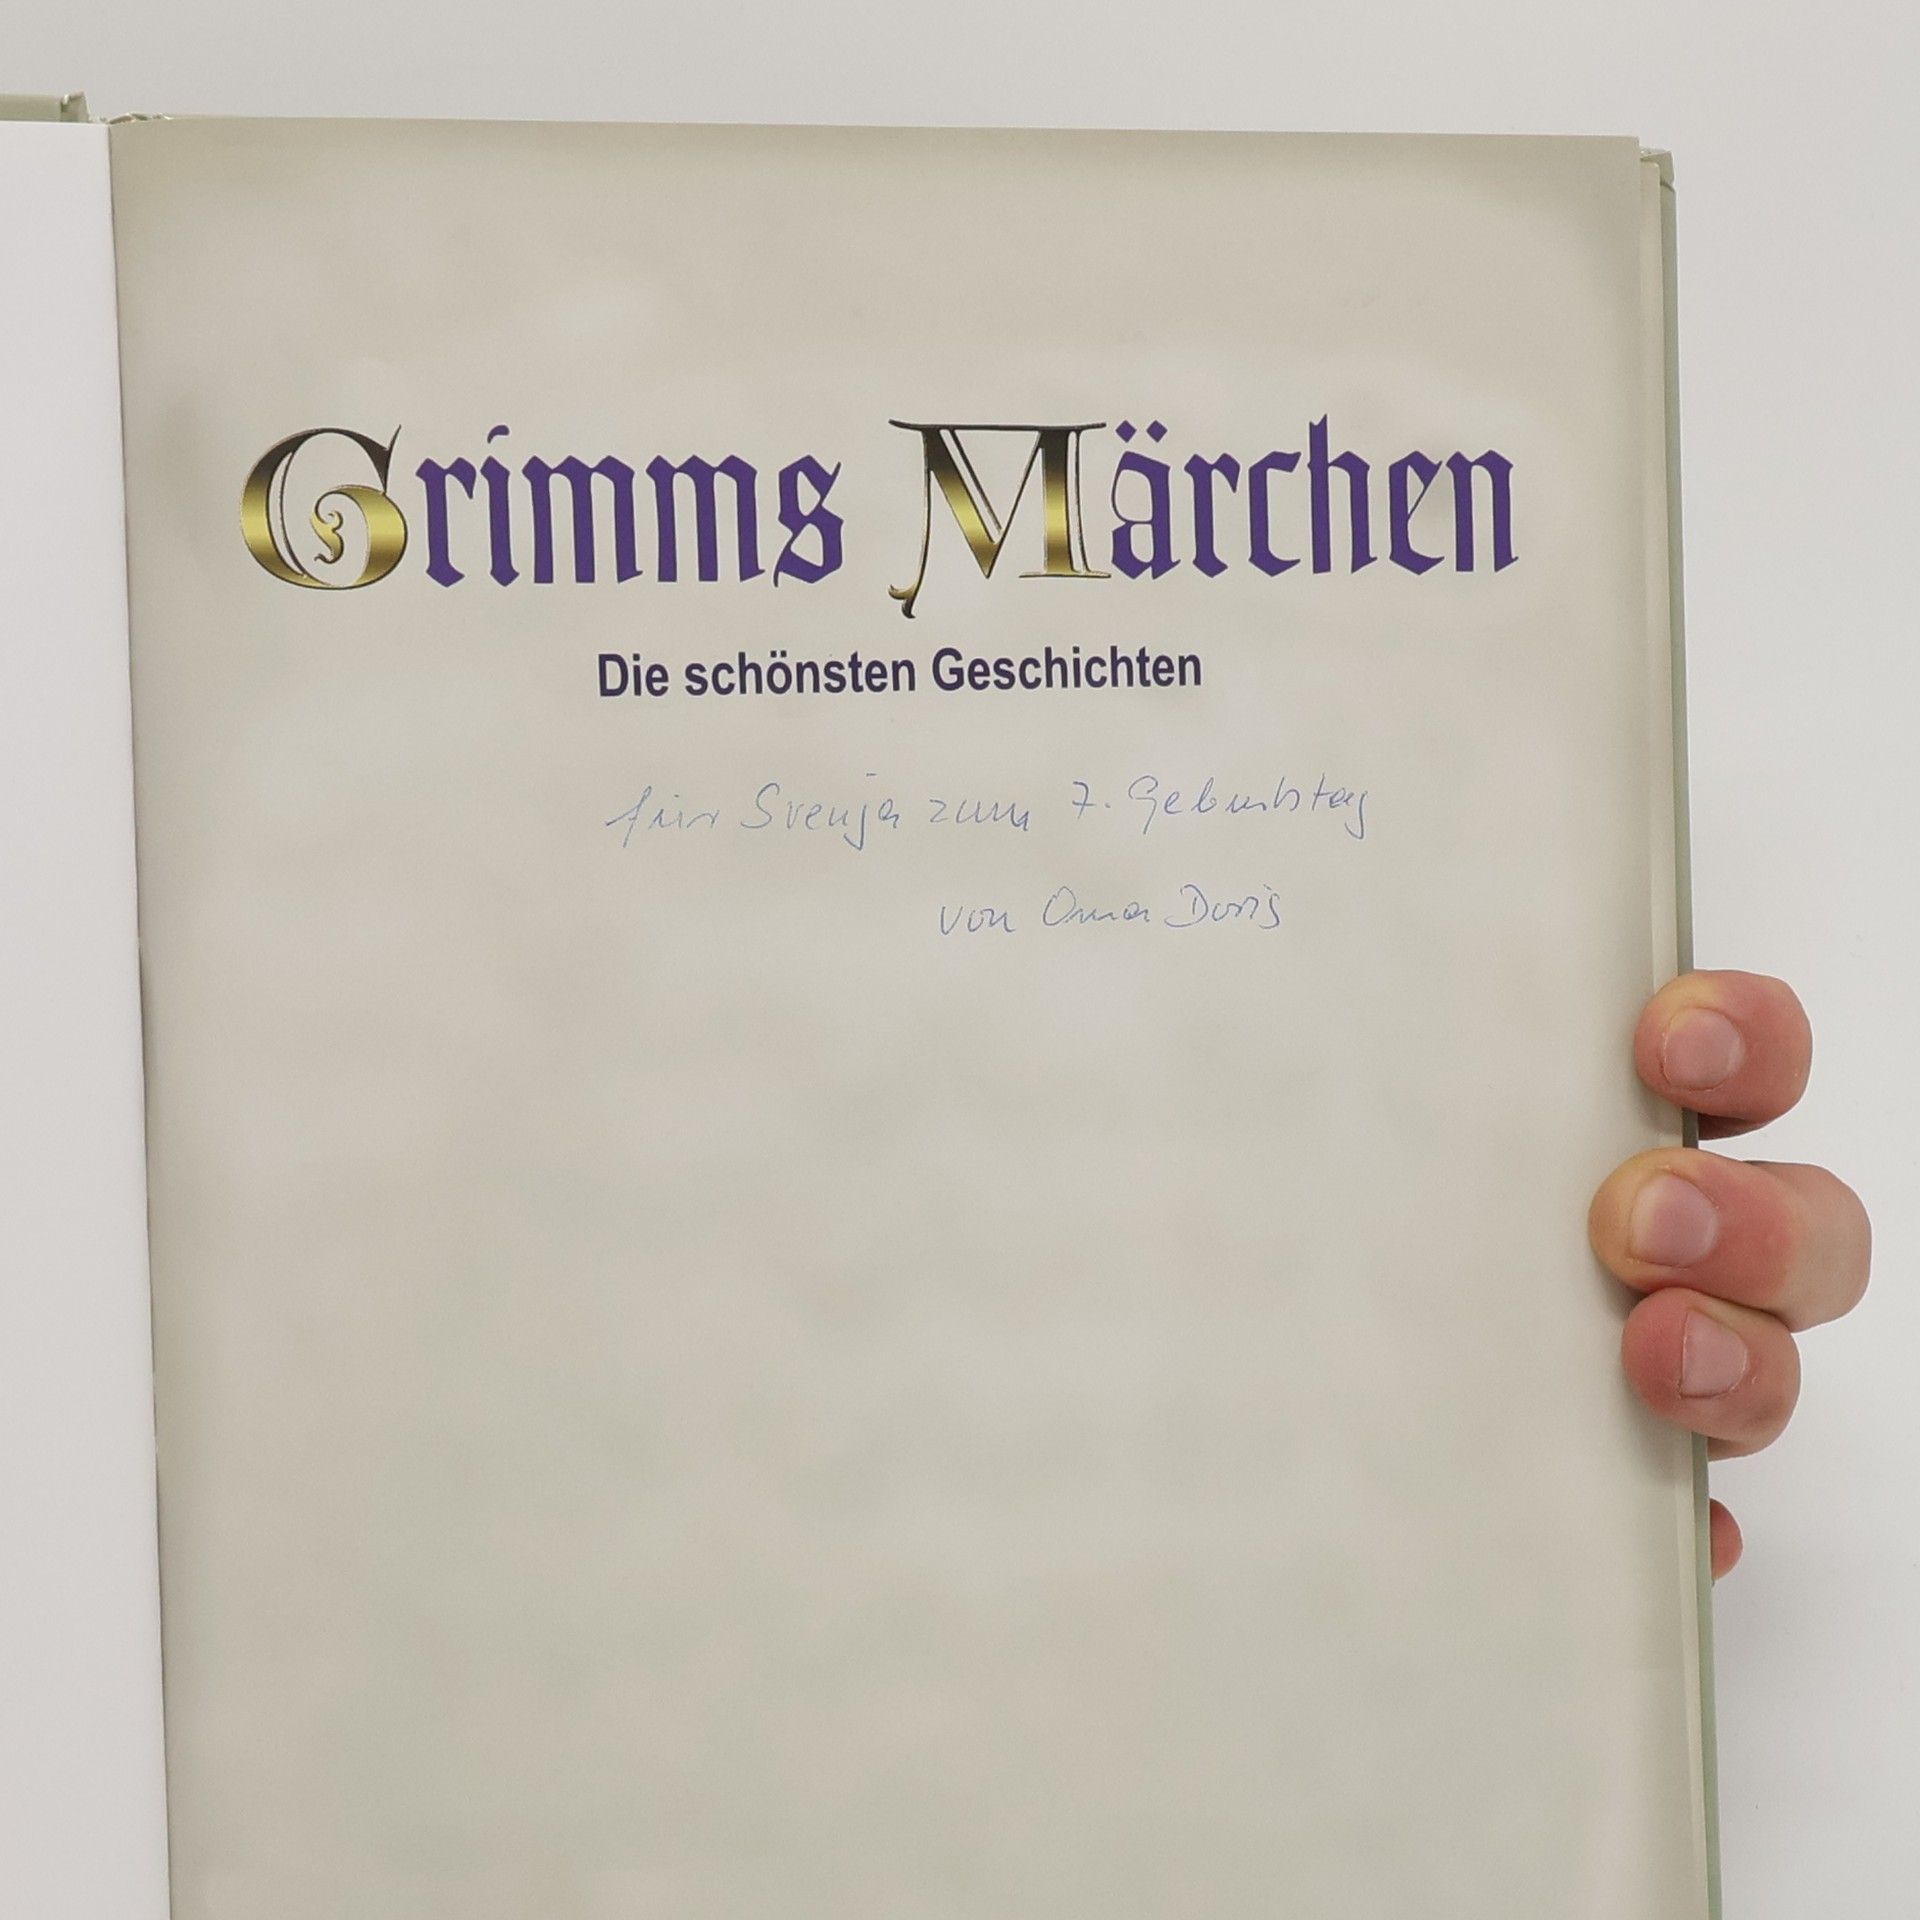 Grimms Märchen
Die schönsten Geschichten
für Svenja zum 7. Geburtstag
von Oma Doris